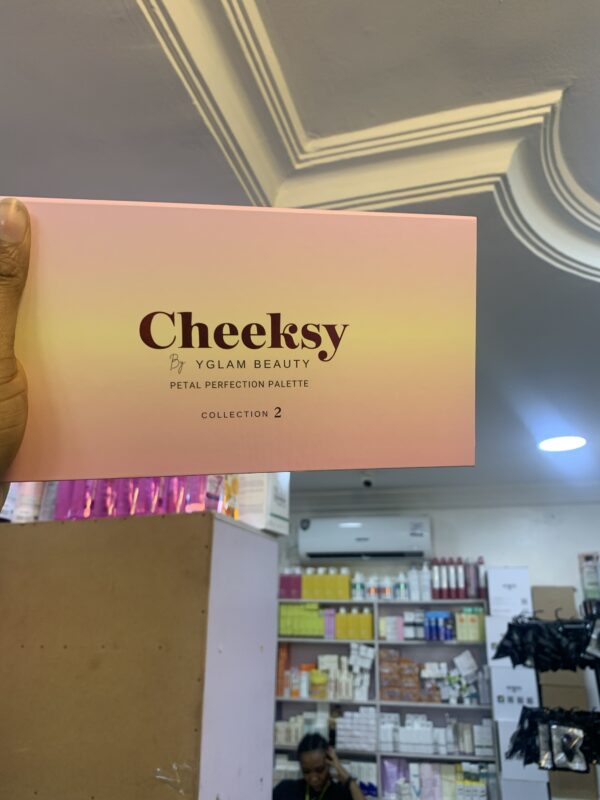 Cheeksy
By YGLAM BEAUTY
PETAL PERFECTION PALETTE
COLLECTION 2